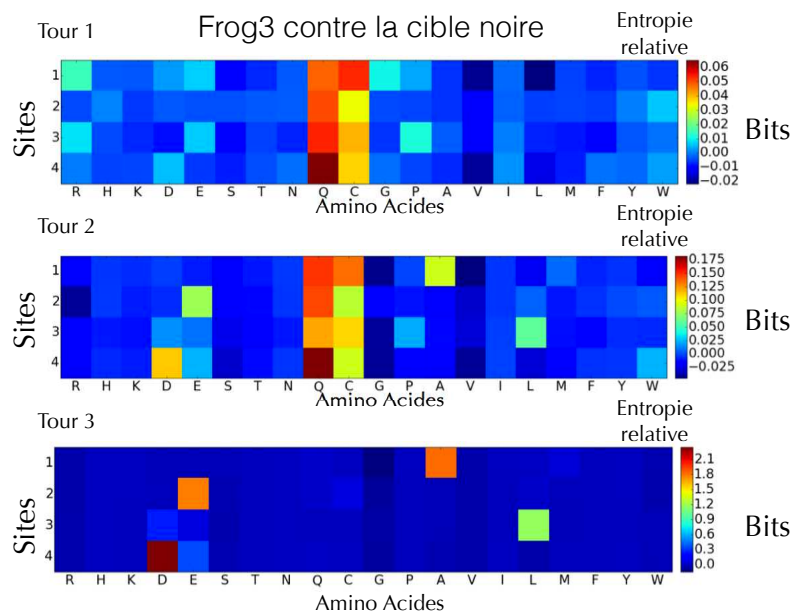 Frog3 contre la cible noire
Tour 1
Entropie
relative
Sites
1
2
3
4
R H K D E S T N Q C G P A V I L M F Y W
Amino Acides
0.06
0.05
0.04
0.03
0.02
0.01
0.00
−0.01
−0.02
Bits
Tour 2
Entropie
relative
Sites
1
2
3
4
R H K D E S T N Q C G P A V I L M F Y W
Amino Acides
0.175
0.150
0.125
0.100
0.075
0.050
0.025
0.000
−0.025
Bits
Tour 3
Entropie
relative
Sites
1
2
3
4
R H K D E S T N Q C G P A V I L M F Y W
Amino Acides
2.1
1.8
1.5
1.2
0.9
0.6
0.3
0.0
Bits